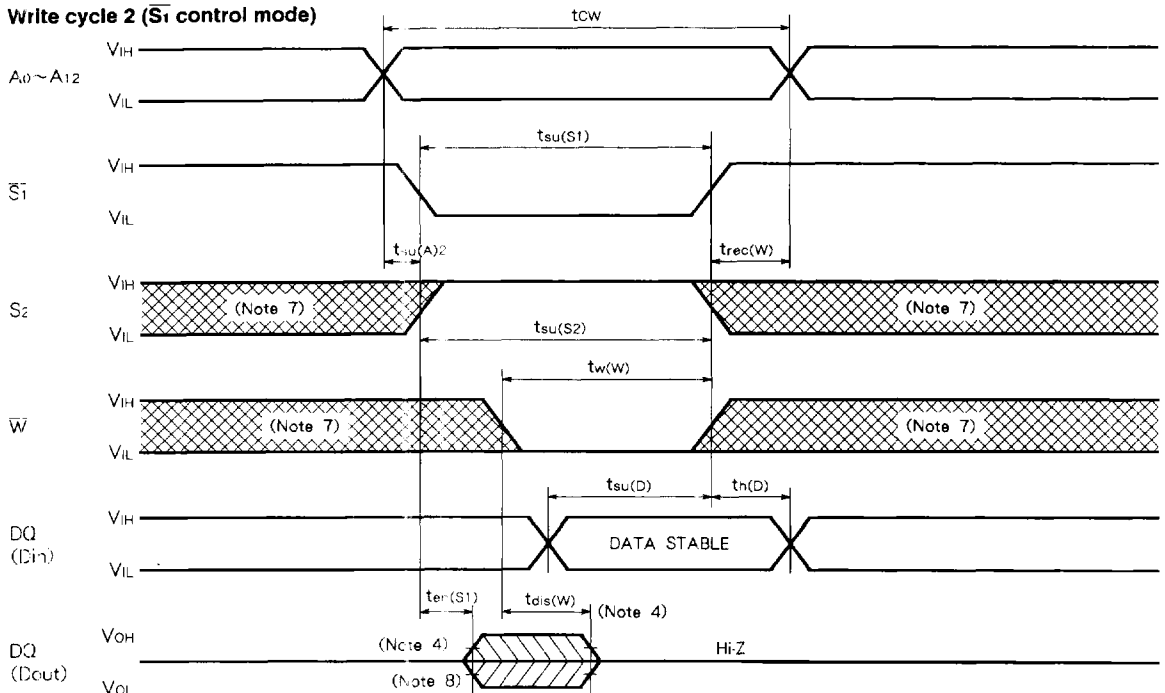 Write cycle 2 (S̅1 control mode)
tCW
VIH
A0~A12
VIL
tsu(S1)
VIH
S̅1
VIL
tsu(A)2
trec(W)
VIH
S2
(Note 7)
(Note 7)
VIL
tsu(S2)
tw(W)
VIH
W̅
(Note 7)
(Note 7)
VIL
tsu(D)
th(D)
VIH
DQ
(Din)
DATA STABLE
VIL
ten(S1)
tdis(W)
(Note 4)
VOH
(Note 4)
Hi-Z
DQ
(Dout)
(Note 8)
VOL